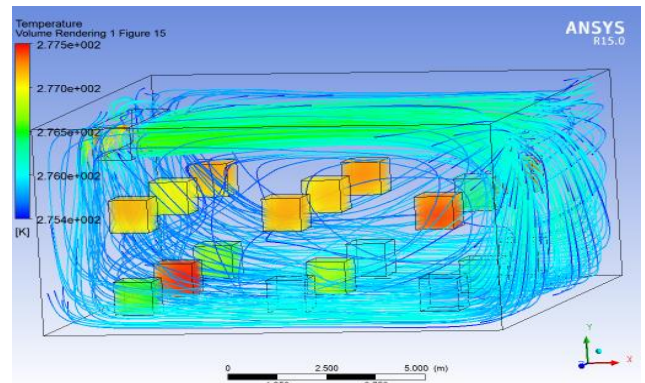 Temperature
Volume Rendering 1 Figure 15
2.775e+002
2.770e+002
2.765e+002
2.760e+002
2.754e+002
[K]
ANSYS
R15.0
Y
X
0 2.500 5.000 (m)